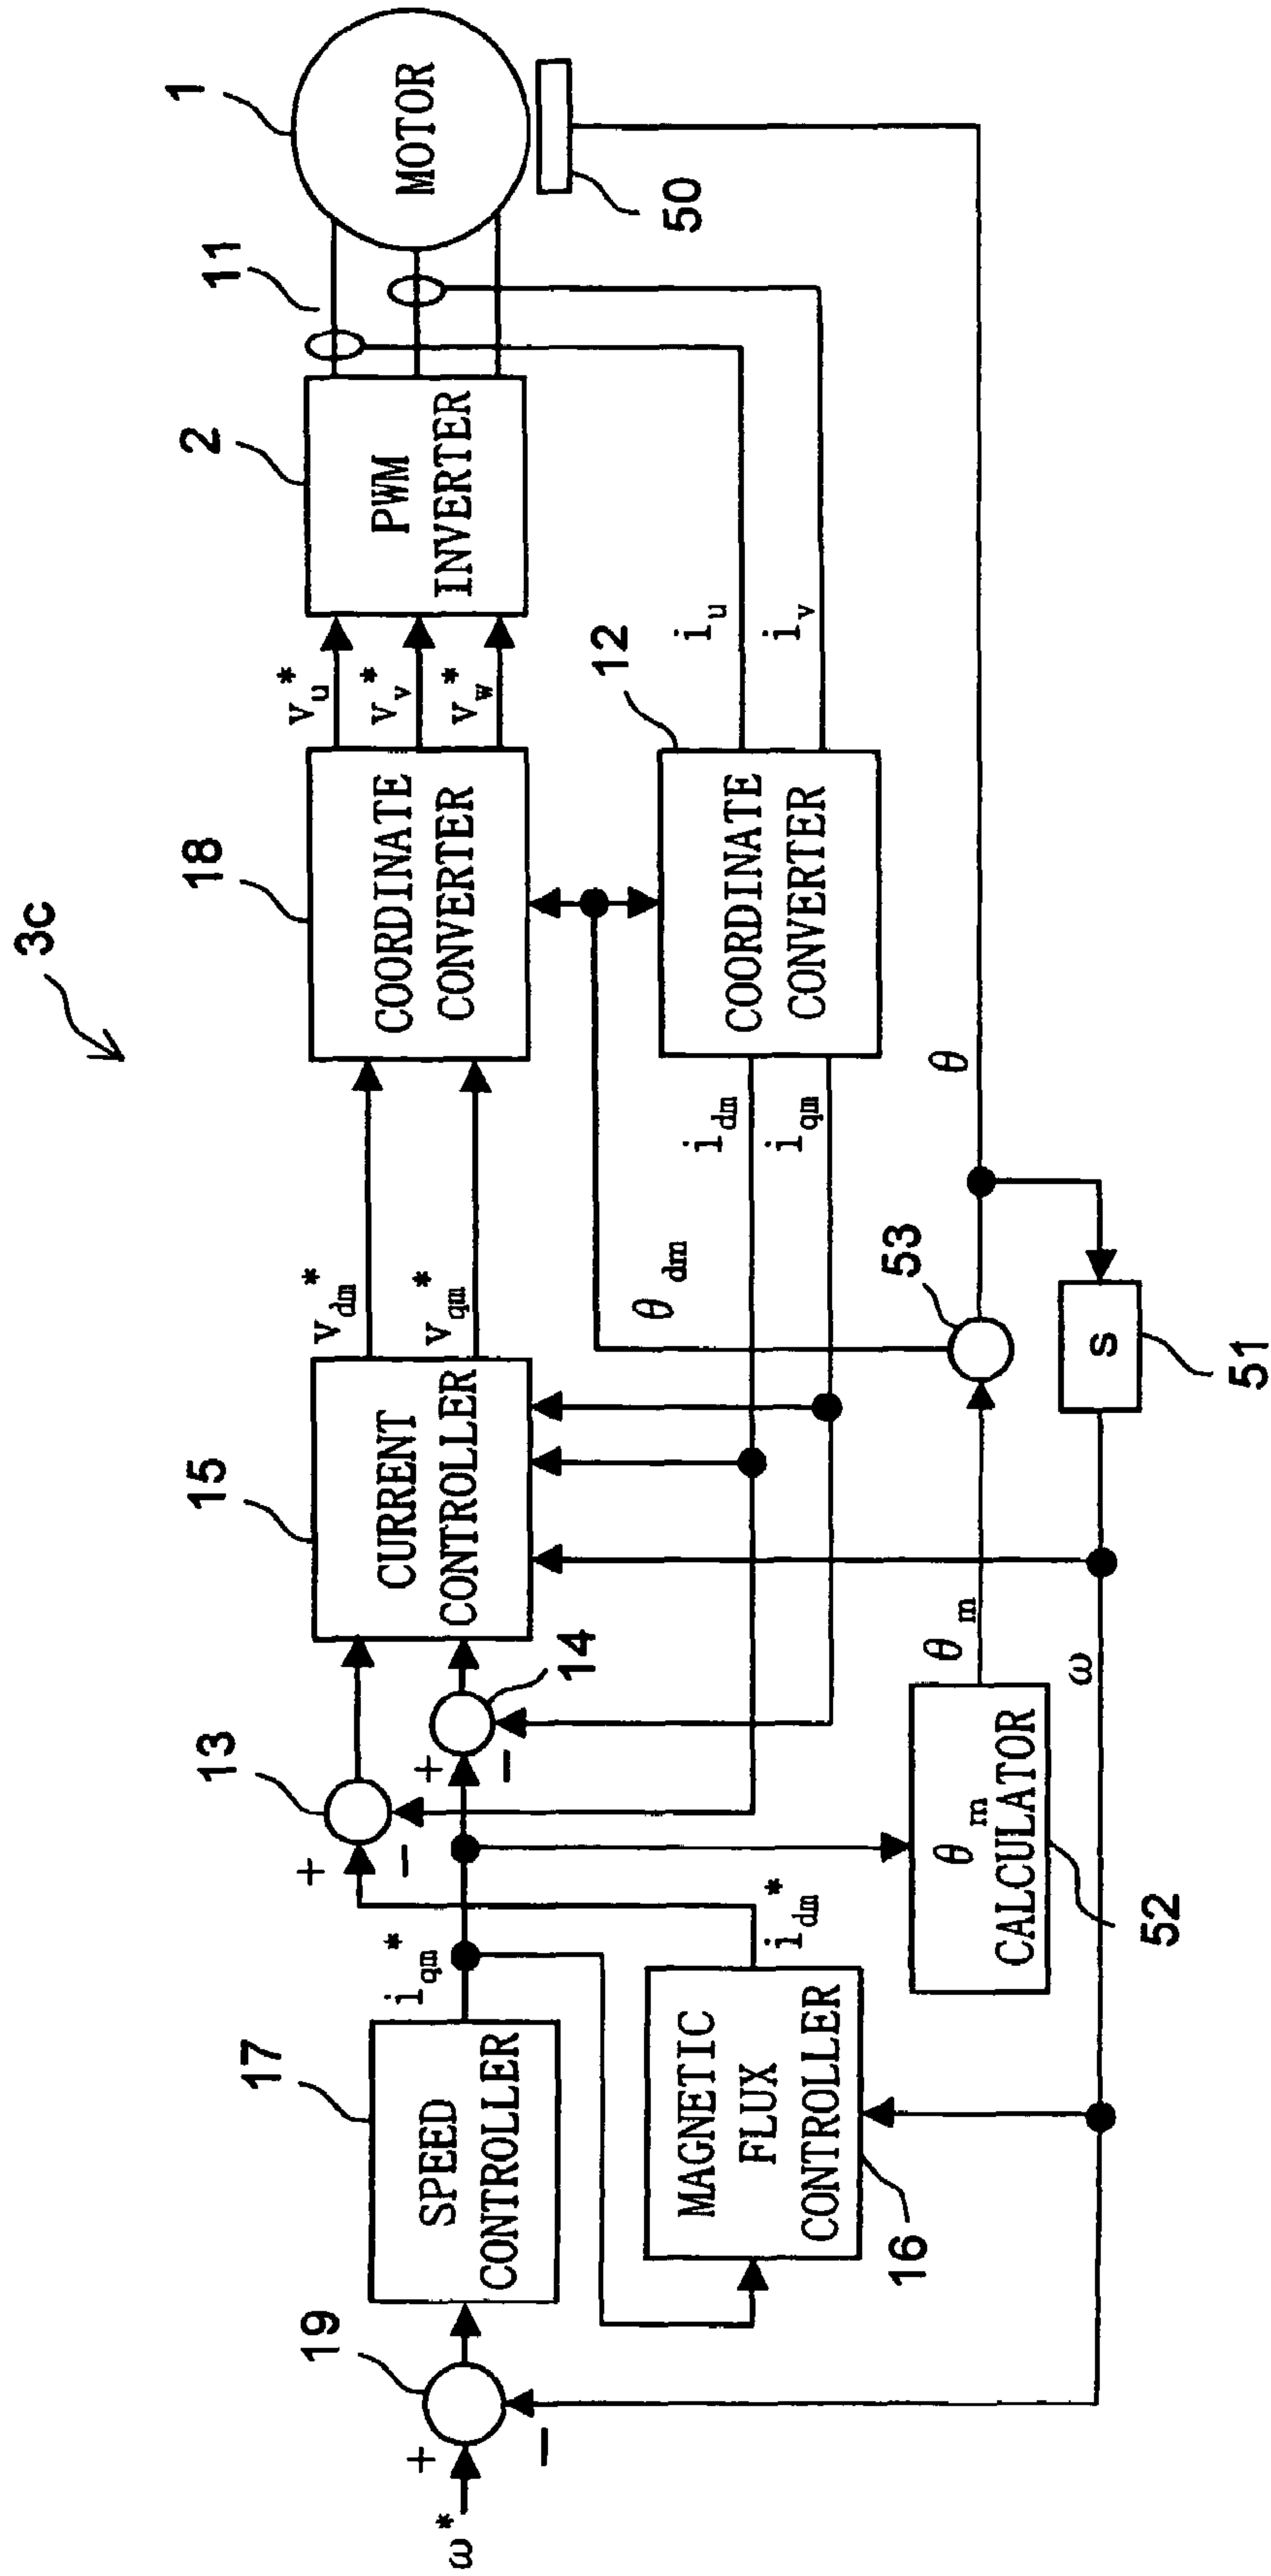 3c
17
SPEED
CONTROLLER
19
ω*
+
−
i_qm*
13
+
−
14
+
−
15
CURRENT
CONTROLLER
v_dm*
v_qm*
18
COORDINATE
CONVERTER
v_u*
v_v*
v_w*
2
PWM
INVERTER
11
1
MOTOR
50
MAGNETIC
FLUX
CONTROLLER
16
i_dm*
θ_dm
i_dm
i_qm
12
COORDINATE
CONVERTER
i_u
i_v
θ_m
CALCULATOR
52
θ_m
53
θ
ω
S
51